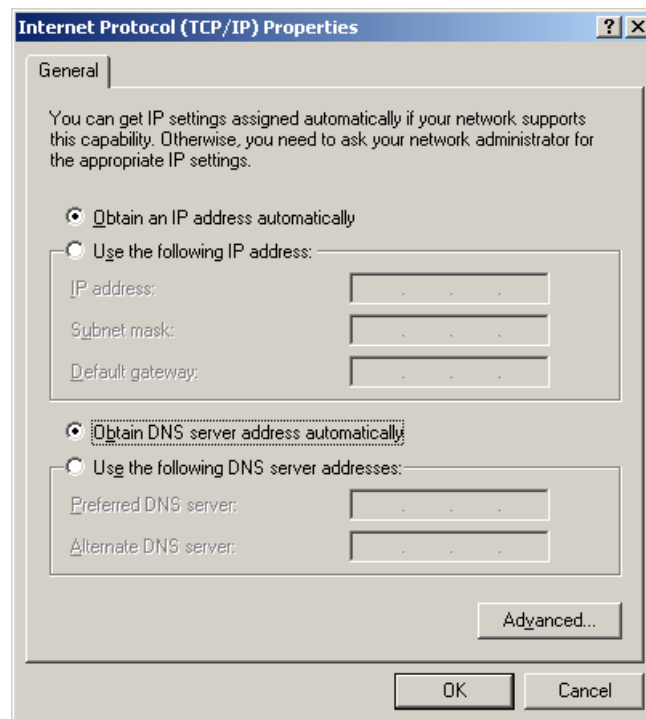 Internet Protocol (TCP/IP) Properties
General
You can get IP settings assigned automatically if your network supports
this capability. Otherwise, you need to ask your network administrator for
the appropriate IP settings.
Obtain an IP address automatically
Use the following IP address:
IP address:
Subnet mask:
Default gateway:
Obtain DNS server address automatically
Use the following DNS server addresses:
Preferred DNS server:
Alternate DNS server:
Advanced...
OK Cancel